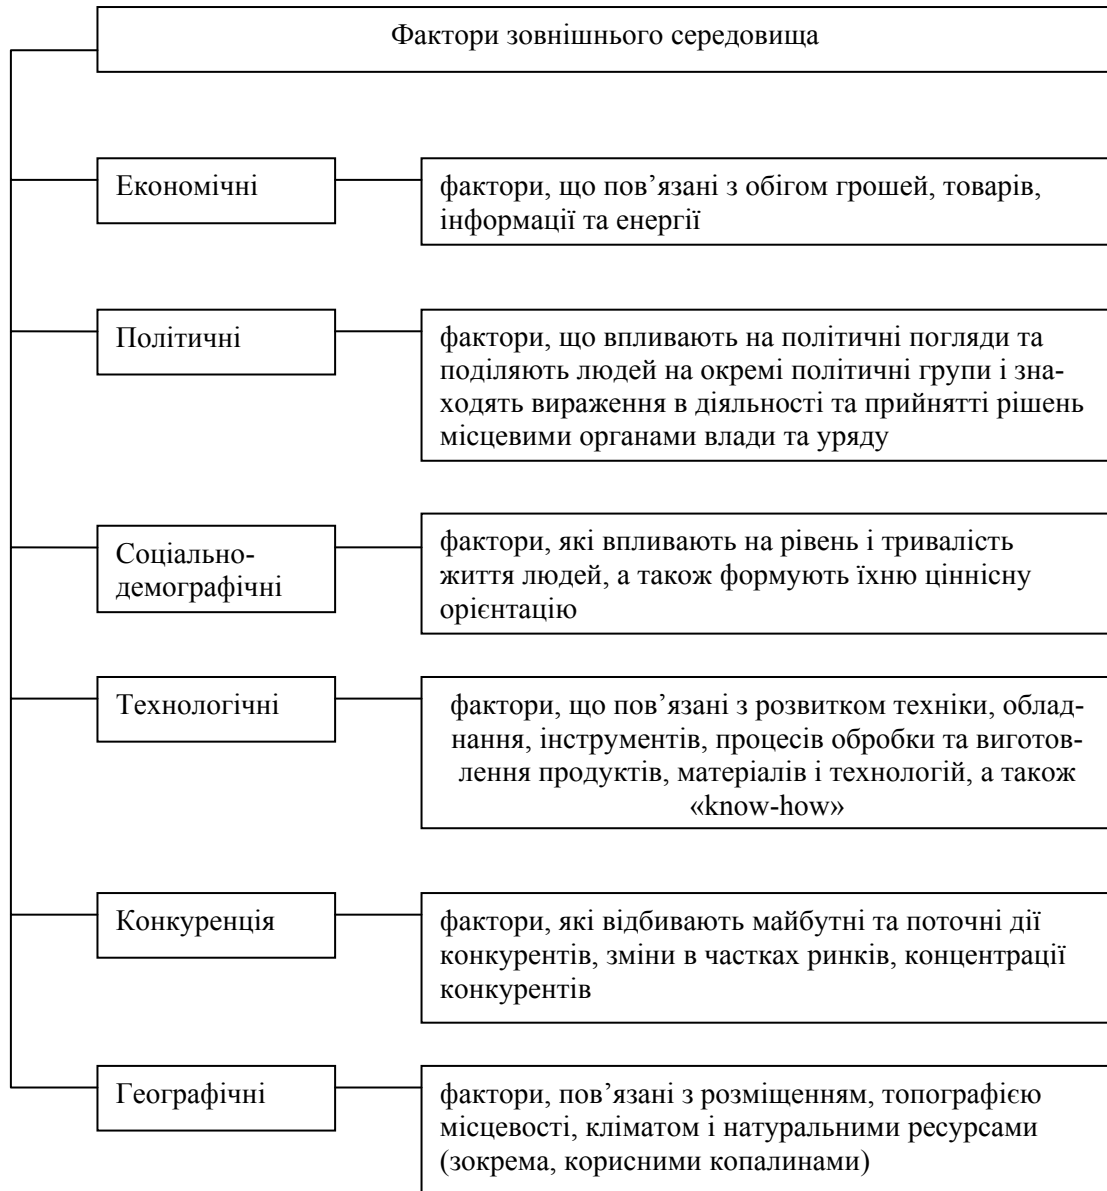 Фактори зовнішнього середовища
Економічні
фактори, що пов’язані з обігом грошей, товарів,
інформації та енергії
Політичні
фактори, що впливають на політичні погляди та
поділяють людей на окремі політичні групи і зна-
ходять вираження в діяльності та прийнятті рішень
місцевими органами влади та уряду
Соціально-
демографічні
фактори, які впливають на рівень і тривалість
життя людей, а також формують їхню ціннісну
орієнтацію
Технологічні
фактори, що пов’язані з розвитком техніки, облад-
нання, інструментів, процесів обробки та виготов-
лення продуктів, матеріалів і технологій, а також
«know-how»
Конкуренція
фактори, які відбивають майбутні та поточні дії
конкурентів, зміни в частках ринків, концентрації
конкурентів
Географічні
фактори, пов’язані з розміщенням, топографією
місцевості, кліматом і натуральними ресурсами
(зокрема, корисними копалинами)